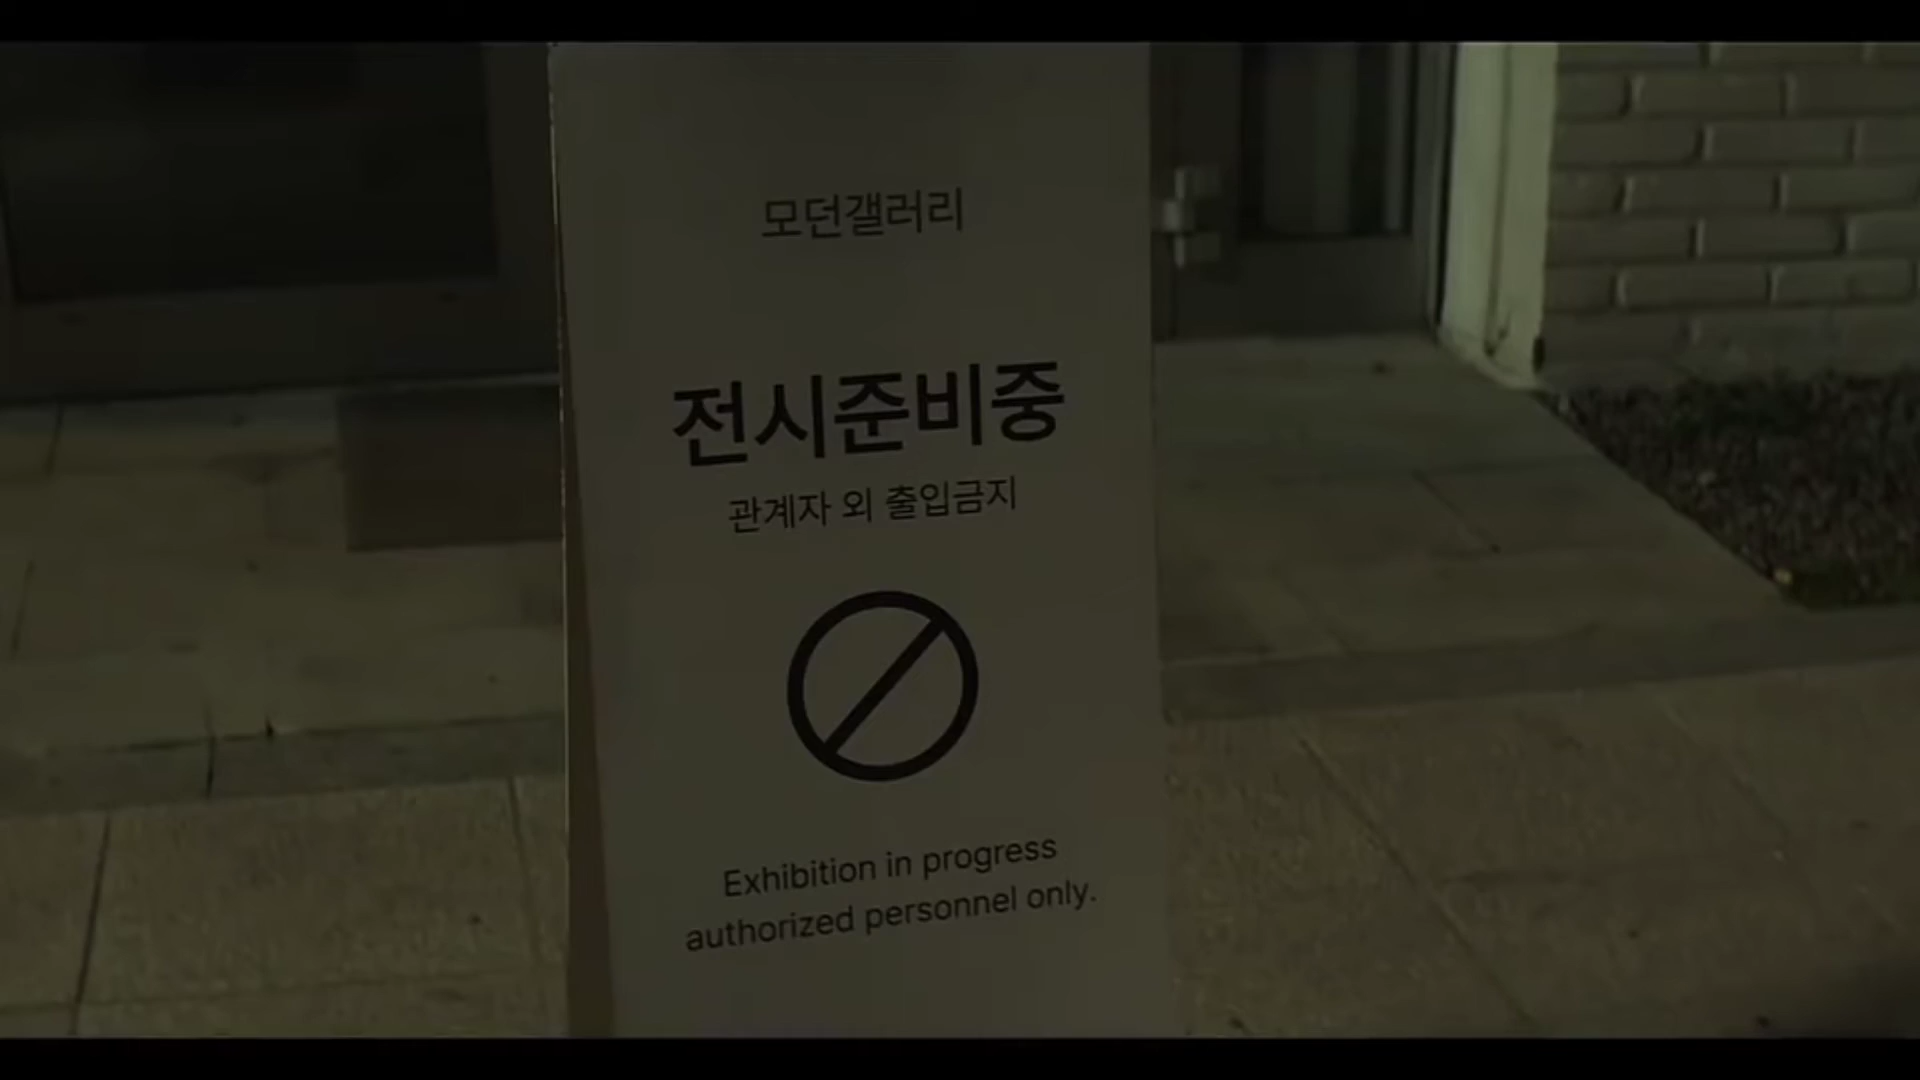 모던갤러리
전시준비중
관계자 외 출입금지
Exhibition in progress
authorized personnel only.